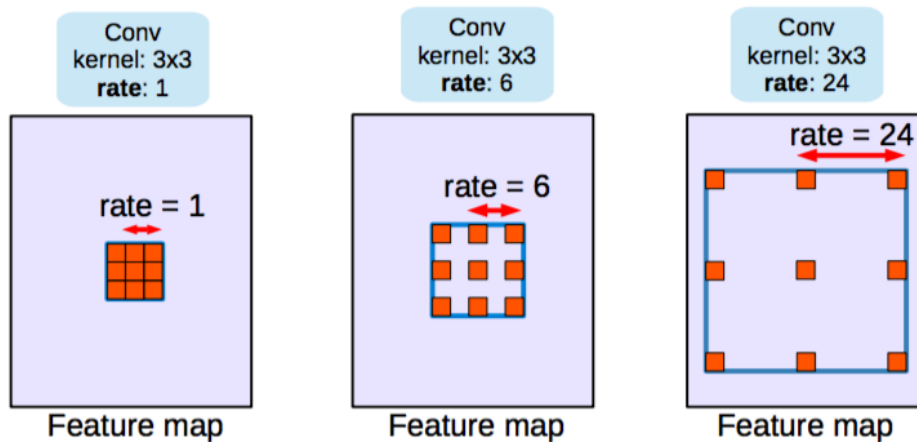 Conv
kernel: 3x3
rate: 1
rate = 1
Feature map
Conv
kernel: 3x3
rate: 6
rate = 6
Feature map
Conv
kernel: 3x3
rate: 24
rate = 24
Feature map